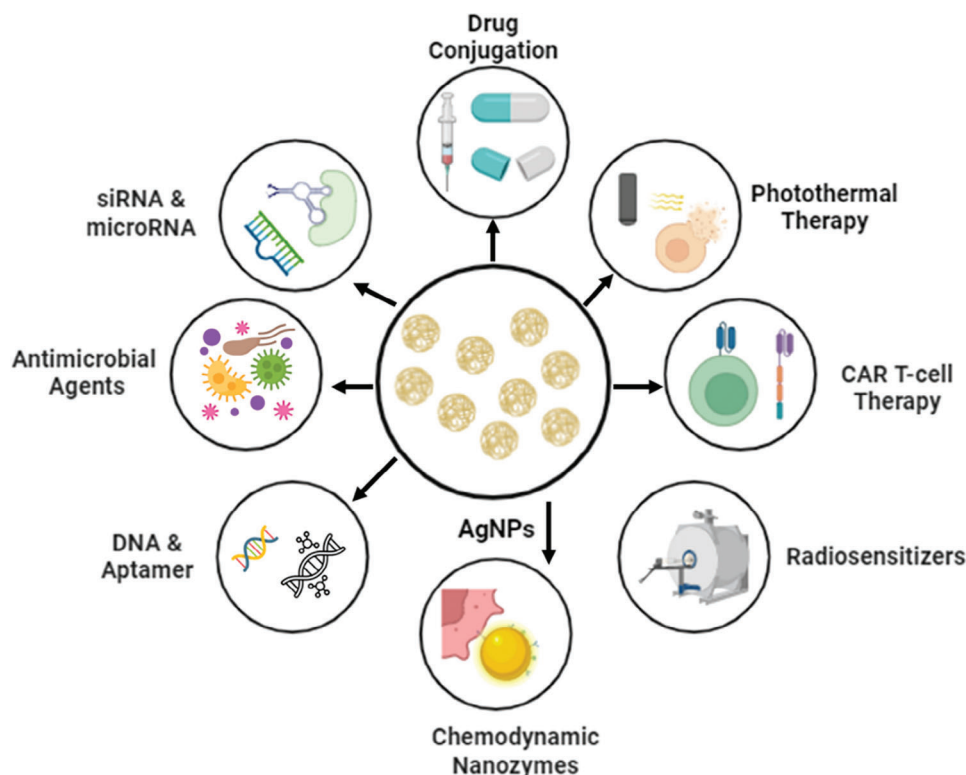 Drug
Conjugation
siRNA &
microRNA
Photothermal
Therapy
Antimicrobial
Agents
CAR T-cell
Therapy
AgNPs
DNA &
Aptamer
Radiosensitizers
Chemodynamic
Nanozymes